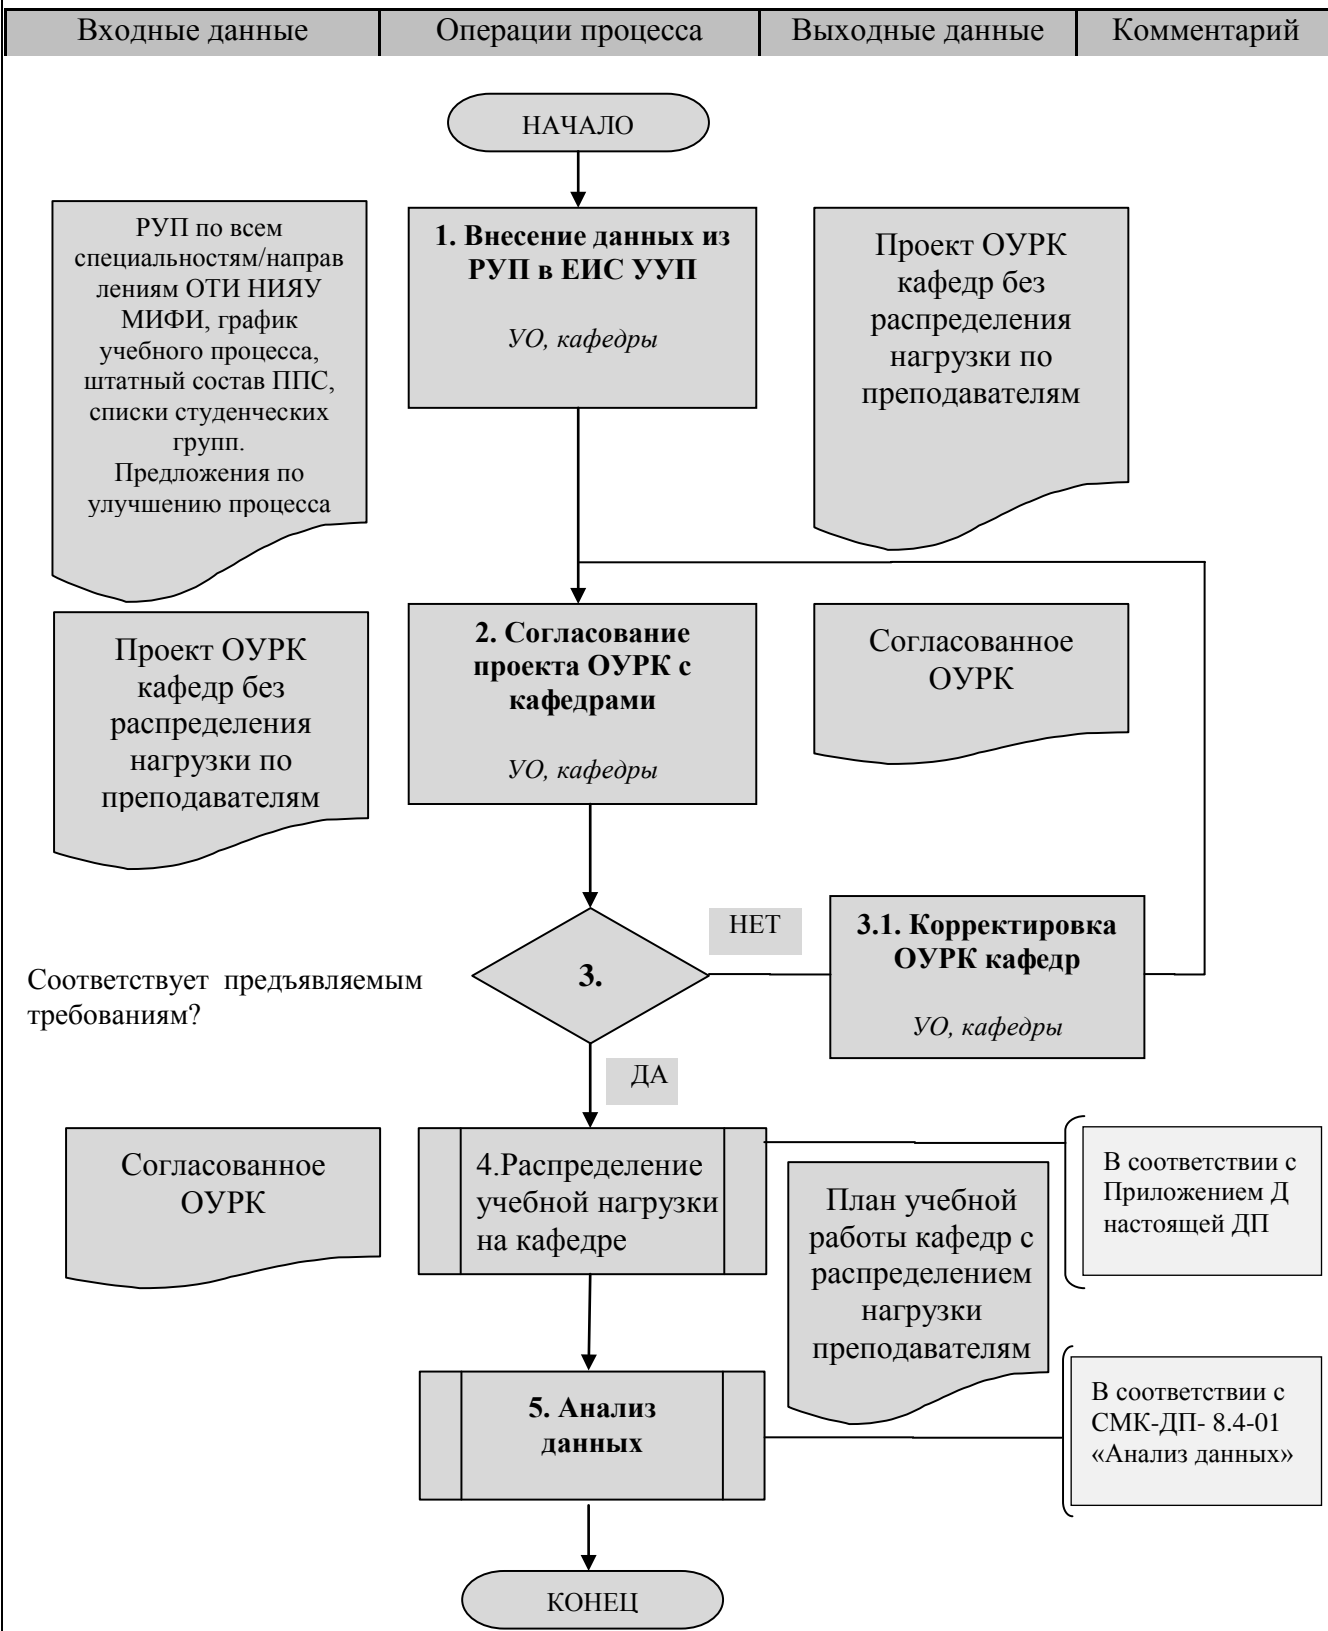 Входные данные
Операции процесса
Выходные данные
Комментарий
НАЧАЛО
РУП по всем
специальностям/направ
лениям ОТИ НИЯУ
МИФИ, график
учебного процесса,
штатный состав ППС,
списки студенческих
групп.
Предложения по
улучшению процесса
1. Внесение данных из
РУП в ЕИС УУП
УО, кафедры
Проект ОУРК
кафедр без
распределения
нагрузки по
преподавателям
Проект ОУРК
кафедр без
распределения
нагрузки по
преподавателям
2. Согласование
проекта ОУРК с
кафедрами
УО, кафедры
Согласованное
ОУРК
Соответствует предъявляемым
требованиям?
3.
НЕТ
3.1. Корректировка
ОУРК кафедр
УО, кафедры
ДА
Согласованное
ОУРК
4.Распределение
учебной нагрузки
на кафедре
План учебной
работы кафедр с
распределением
нагрузки
преподавателям
В соответствии с
Приложением Д
настоящей ДП
5. Анализ
данных
В соответствии с
СМК-ДП- 8.4-01
«Анализ данных»
КОНЕЦ